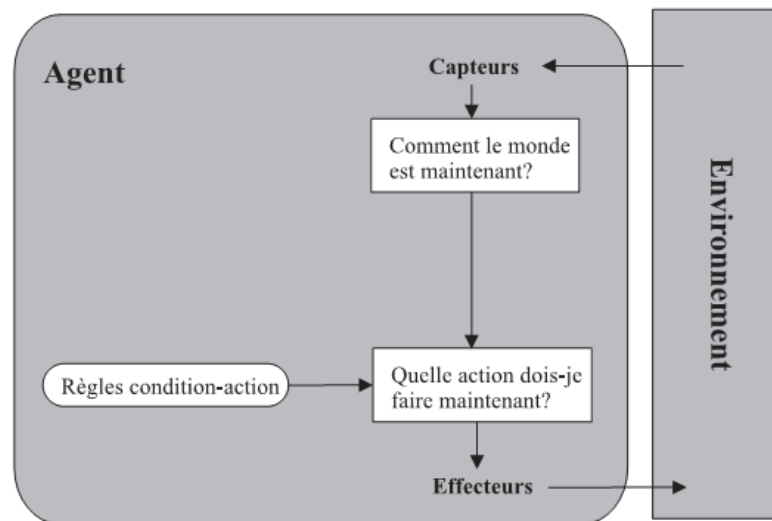 Agent
Capteurs
Comment le monde
est maintenant?
Environnement
Règles condition-action
Quelle action dois-je
faire maintenant?
Effecteurs